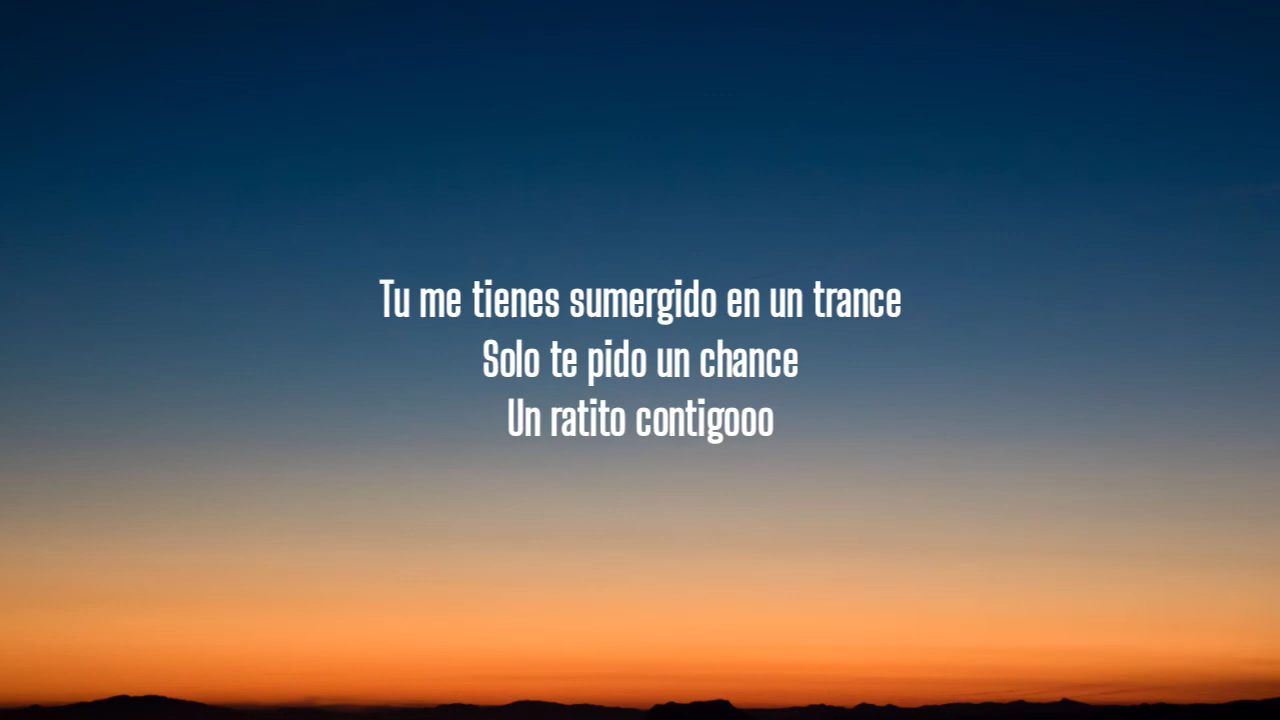 Tu me tienes sumergido en un trance
Solo te pido un chance
Un ratito contigooo